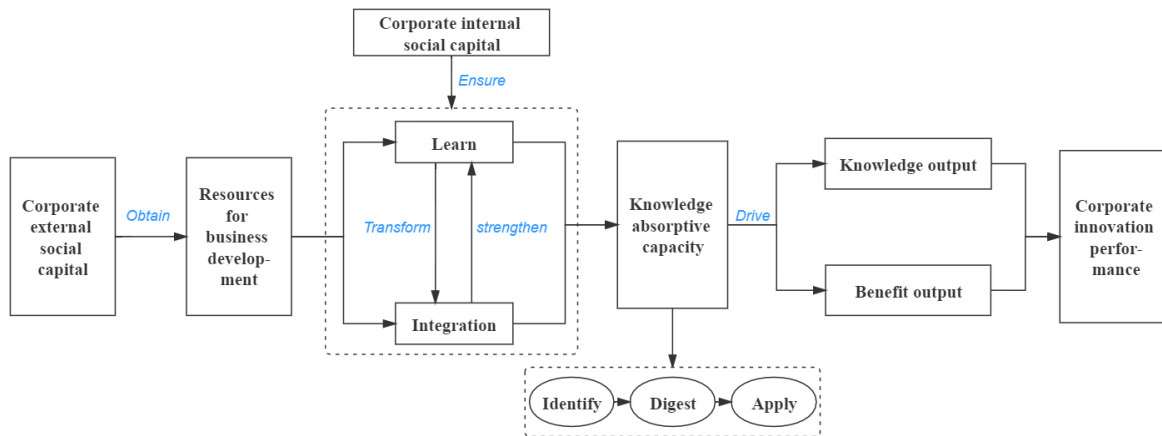 Corporate internal
social capital
Ensure
Learn
Corporate
external
social
capital
Obtain
Resources
for
business
develop-
ment
Transform
strengthen
Integration
Knowledge
absorptive
capacity
Drive
Knowledge output
Benefit output
Corporate
innovation
perfor-
mance
Identify
Digest
Apply